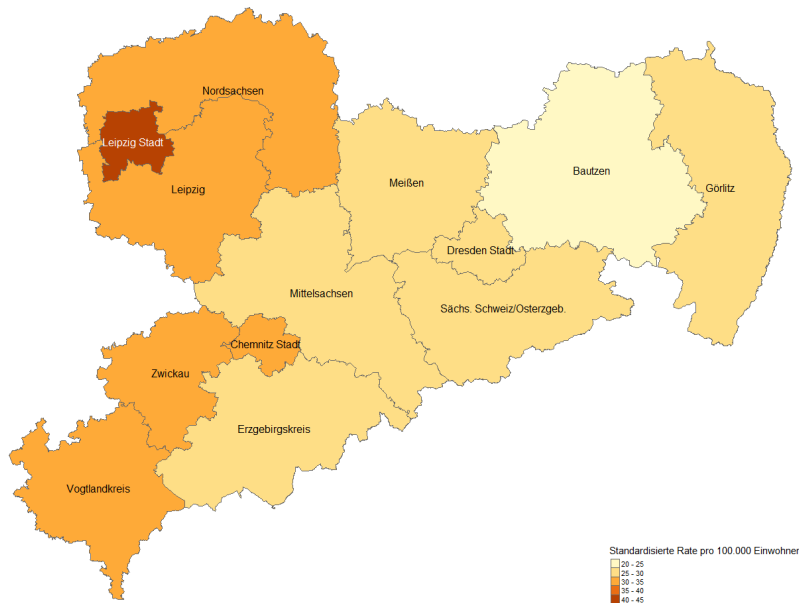 Nordsachsen
Leipzig Stadt
Leipzig
Meißen
Bautzen
Görlitz
Dresden Stadt
Mittelsachsen
Sächs. Schweiz/Osterzgeb.
Chemnitz Stadt
Zwickau
Erzgebirgskreis
Vogtlandkreis
Standardisierte Rate pro 100.000 Einwohner
20 - 25
25 - 30
30 - 35
35 - 40
40 - 45